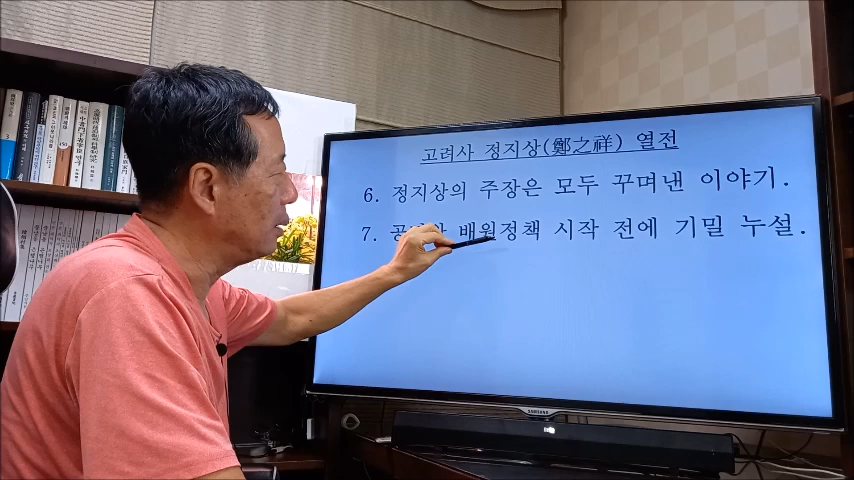 고려사 정지상(鄭之祥) 열전
6. 정지상의 주장은 모두 꾸며낸 이야기.
7. 배원정책 시작 전에 기밀 누설.
SAMSUNG